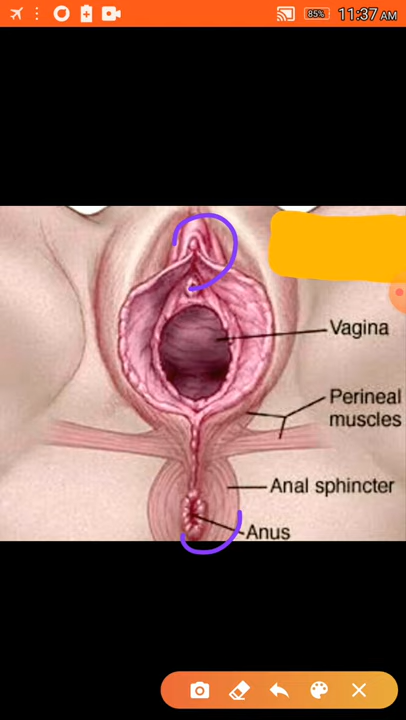 85%
11:37 AM
Vagina
Perineal
muscles
Anal sphincter
Anus